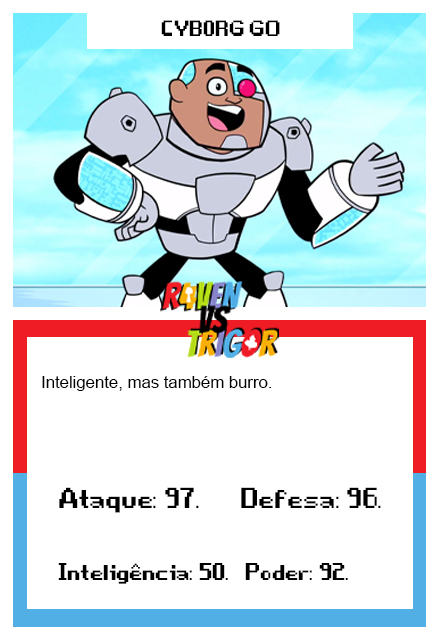 CYBORG GO
RAVEN
VS
TRIGOR
Inteligente, mas também burro.
Ataque: 97. Defesa: 96.
Inteligência: 50. Poder: 92.